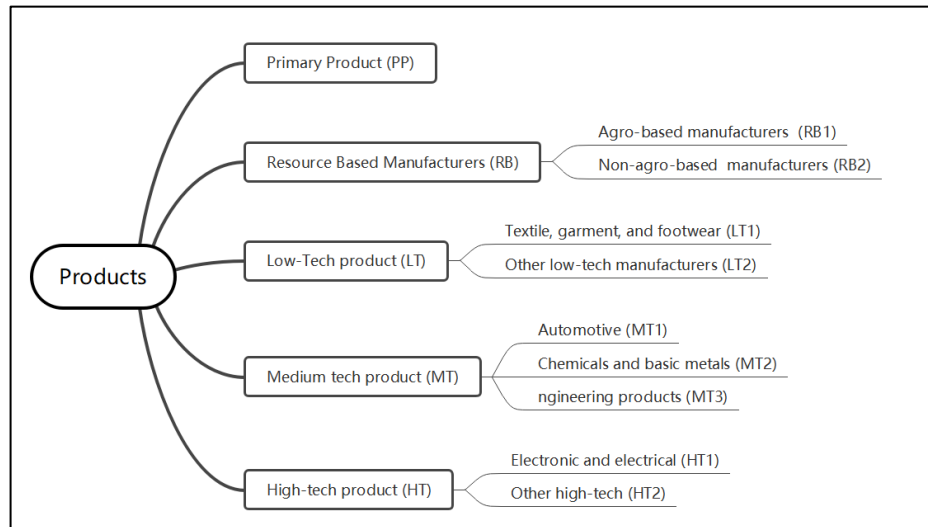 Products
Primary Product (PP)
Resource Based Manufacturers (RB)
Agro-based manufacturers (RB1)
Non-agro-based manufacturers (RB2)
Low-Tech product (LT)
Textile, garment, and footwear (LT1)
Other low-tech manufacturers (LT2)
Medium tech product (MT)
Automotive (MT1)
Chemicals and basic metals (MT2)
ngineering products (MT3)
High-tech product (HT)
Electronic and electrical (HT1)
Other high-tech (HT2)